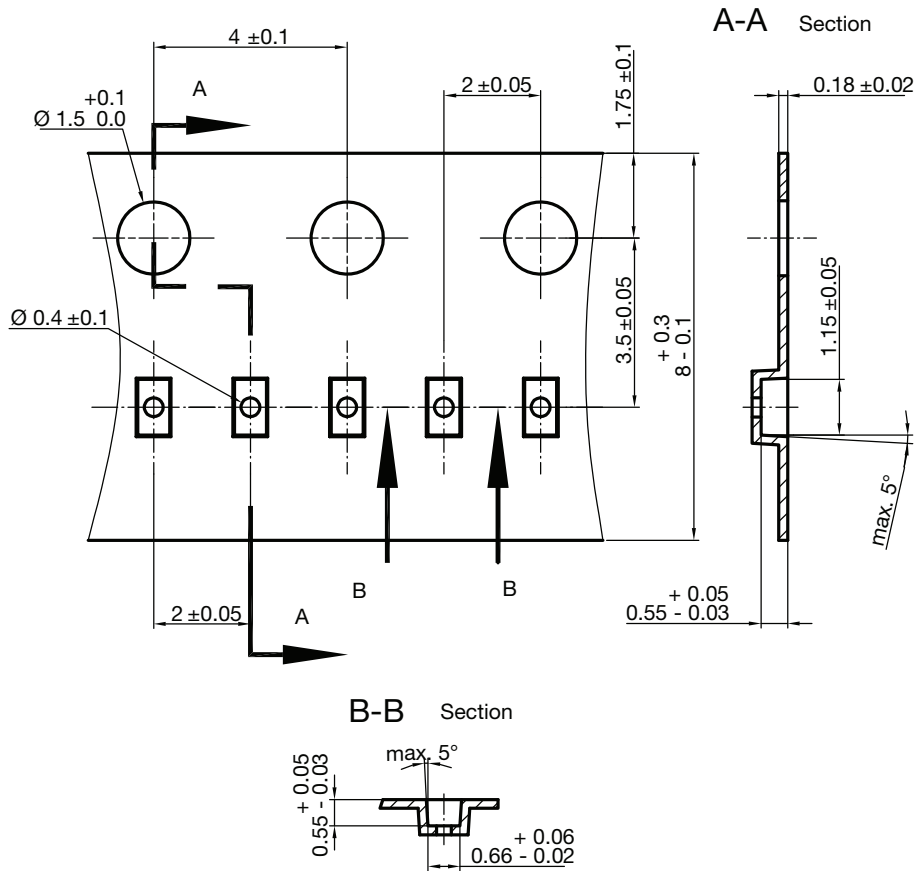 A-A Section
4 ±0.1
+0.1
Ø 1.5 0.0
A
2 ±0.05
1.75 ±0.1
0.18 ±0.02
3.5 ±0.05
+ 0.3
8 - 0.1
1.15 ±0.05
Ø 0.4 ±0.1
max. 5°
B
B
A
2 ±0.05
+ 0.05
0.55 - 0.03
B-B Section
max. 5°
+ 0.05
0.55 - 0.03
+ 0.06
0.66 - 0.02